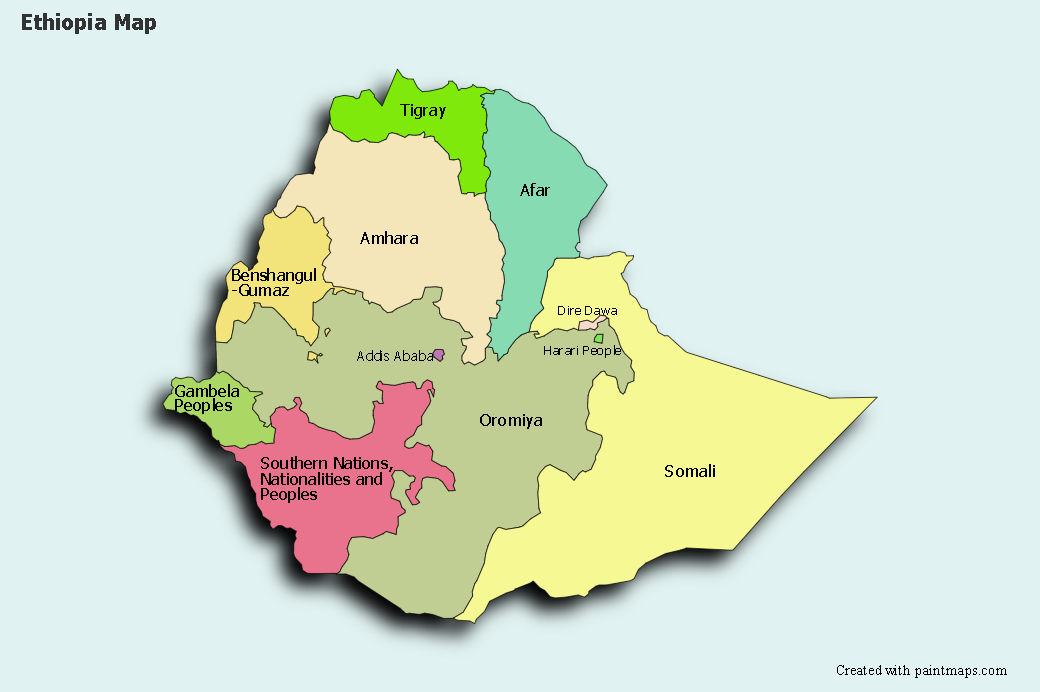 Ethiopia Map
Tigray
Afar
Amhara
Benshangul
-Gumaz
Dire Dawa
Harari People
Addis Ababa
Gambela
Peoples
Oromiya
Southern Nations,
Nationalities and
Peoples
Somali
Created with paintmaps.com